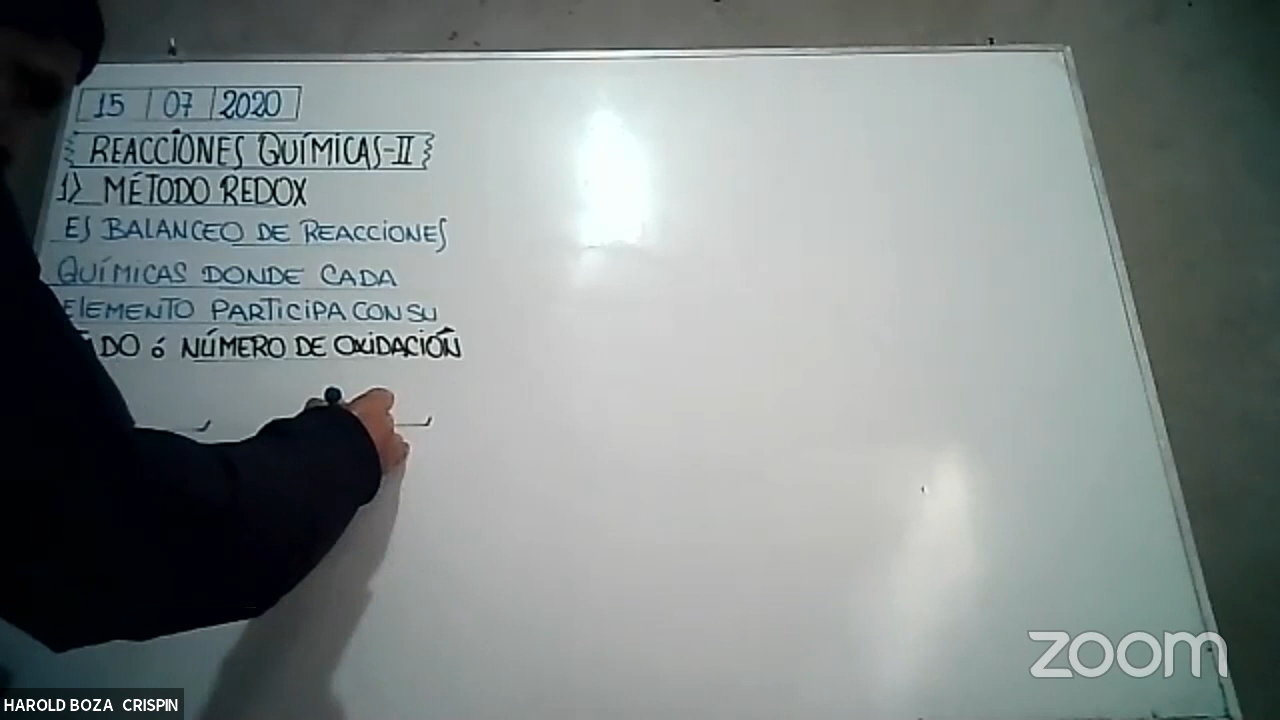 15 07 2020
REACCIONES QUÍMICAS-II
1) MÉTODO REDOX
ES BALANCEO DE REACCIONES
QUÍMICAS DONDE CADA
ELEMENTO PARTICIPA CON SU
DO ó NÚMERO DE OXIDACIÓN
zoom
HAROLD BOZA CRISPIN